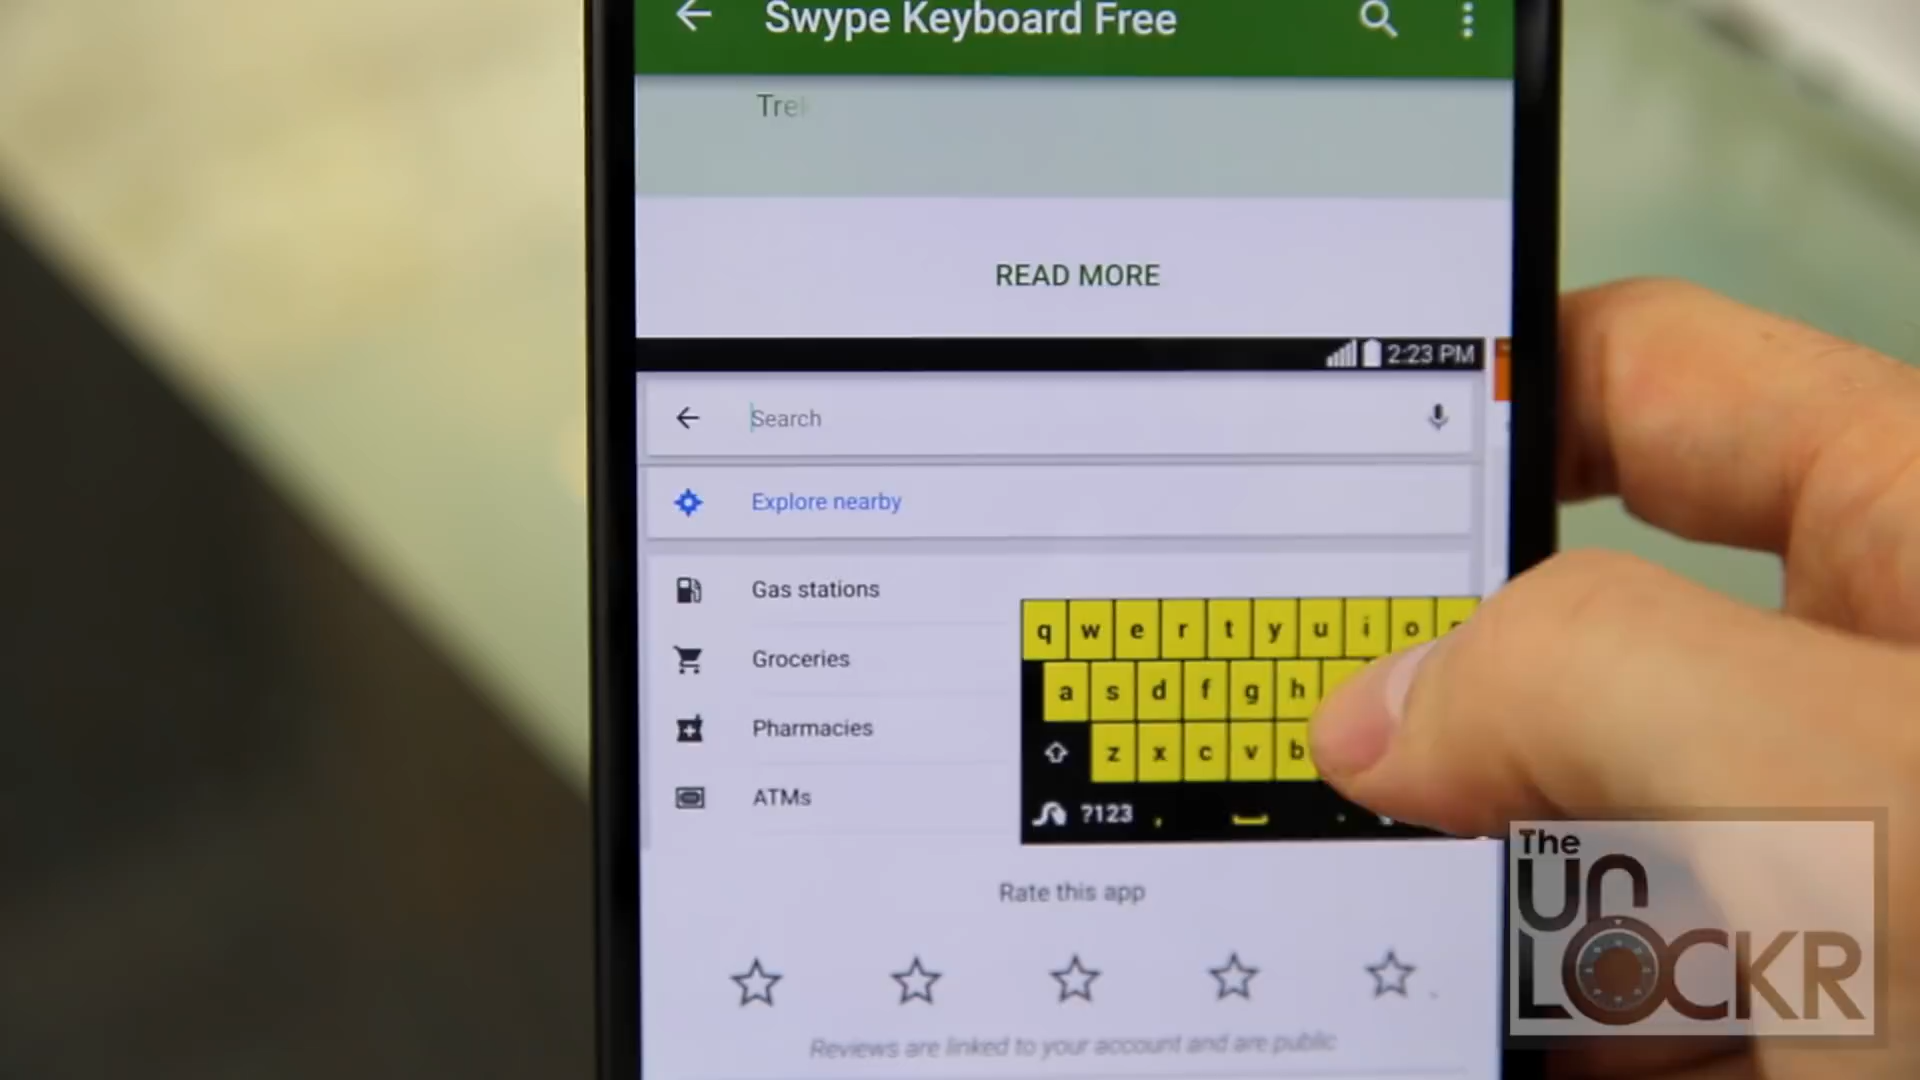 Swype Keyboard Free
Tre
READ MORE
2:23 PM
Search
Explore nearby
Gas stations
Groceries
Pharmacies
ATMs
q w e r t y u i o
a s d f g h
z x c v b
?123 , .
Rate this app
Reviews are linked to your account and are public
The
UnLOCKR